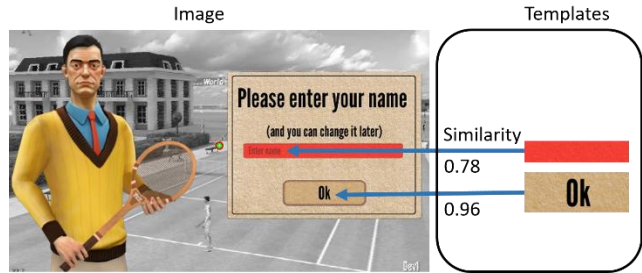 Image
Templates
World
Please enter your name
(and you can change it later)
Enter name
Ok
Dev1
Similarity
0.78
0.96
Ok